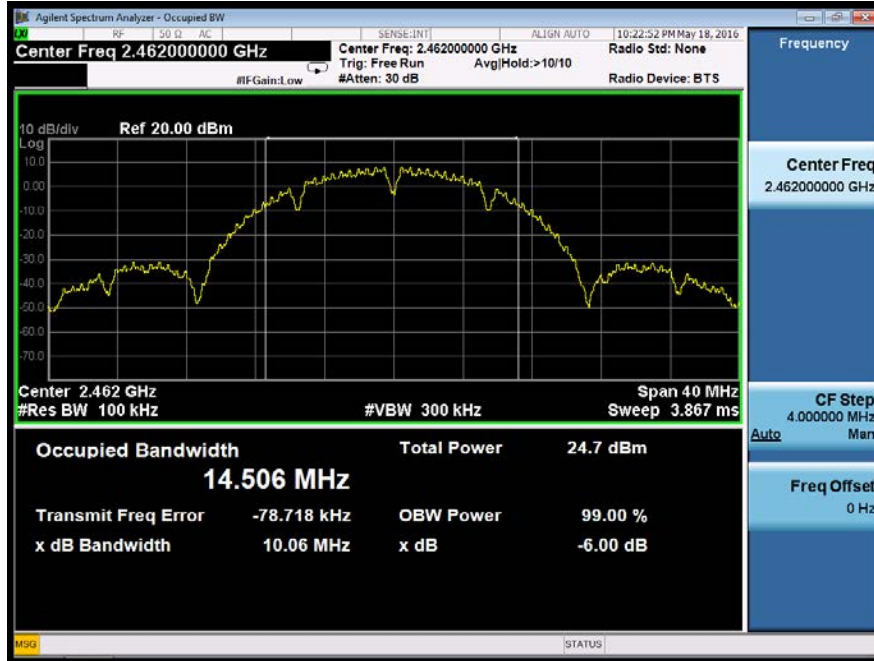 Agilent Spectrum Analyzer - Occupied BW
LXI RF 50 Ω AC SENSE:INT ALIGN AUTO 10:22:52 PM May 18, 2016
Center Freq 2.462000000 GHz
Center Freq: 2.462000000 GHz
Radio Std: None
Trig: Free Run Avg|Hold:>10/10
#IFGain:Low
#Atten: 30 dB
Radio Device: BTS
10 dB/div Ref 20.00 dBm
Log
10.0
0.00
-10.0
-20.0
-30.0
-40.0
-50.0
-60.0
-70.0
Center 2.462 GHz
Span 40 MHz
#Res BW 100 kHz
#VBW 300 kHz
Sweep 3.867 ms
Occupied Bandwidth
Total Power 24.7 dBm
14.506 MHz
Transmit Freq Error -78.718 kHz OBW Power 99.00 %
x dB Bandwidth 10.06 MHz x dB -6.00 dB
MSG
STATUS
Frequency
Center Freq
2.462000000 GHz
CF Step
4.000000 MHz
Auto Man
Freq Offset
0 Hz